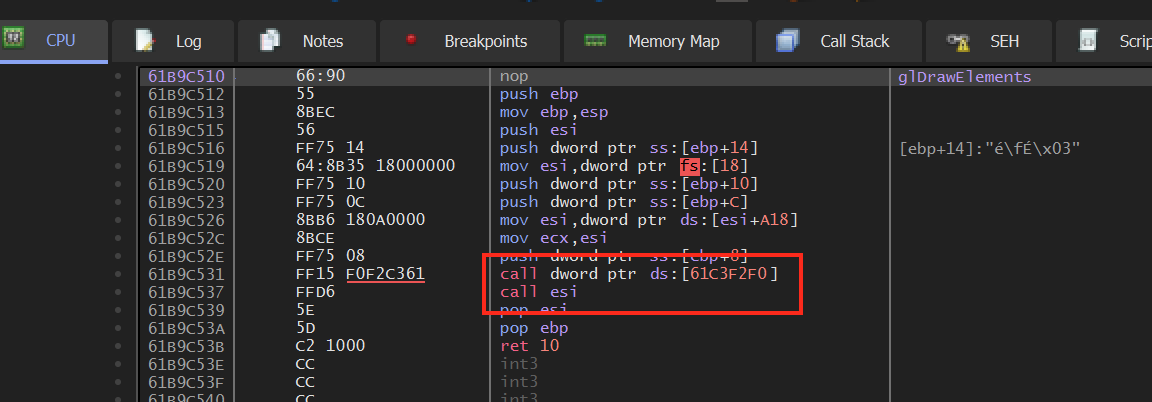 CPU Log Notes Breakpoints Memory Map Call Stack SEH Scrip
61B9C510 66:90 nop glDrawElements
61B9C512 55 push ebp
61B9C513 8BEC mov ebp,esp
61B9C515 56 push esi
61B9C516 FF75 14 push dword ptr ss:[ebp+14] [ebp+14]:"é\fÉ\x03"
61B9C519 64:8B35 18000000 mov esi,dword ptr fs:[18]
61B9C520 FF75 10 push dword ptr ss:[ebp+10]
61B9C523 FF75 0C push dword ptr ss:[ebp+C]
61B9C526 8BB6 180A0000 mov esi,dword ptr ds:[esi+A18]
61B9C52C 8BCE mov ecx,esi
61B9C52E FF75 08 push dword ptr ss:[ebp+8]
61B9C531 FF15 F0F2C361 call dword ptr ds:[61C3F2F0]
61B9C537 FFD6 call esi
61B9C539 5E pop esi
61B9C53A 5D pop ebp
61B9C53B C2 1000 ret 10
61B9C53E CC int3
61B9C53F CC int3
61B9C540 CC int3